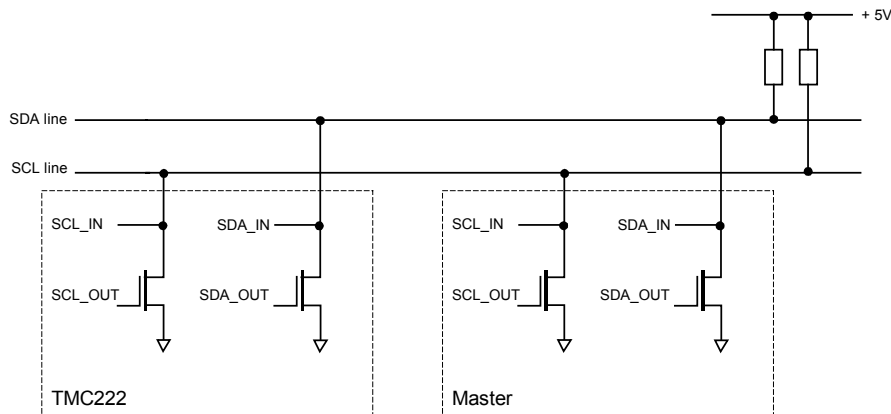 + 5V
SDA line
SCL line
SCL_IN
SDA_IN
SCL_IN
SDA_IN
SCL_OUT
SDA_OUT
SCL_OUT
SDA_OUT
TMC222
Master